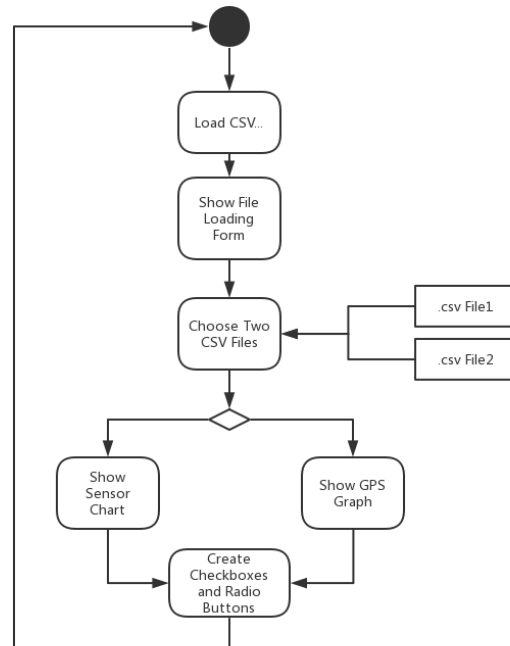 Load CSV...
Show File
Loading
Form
Choose Two
CSV Files
.csv File1
.csv File2
Show
Sensor
Chart
Show GPS
Graph
Create
Checkboxes
and Radio
Buttons